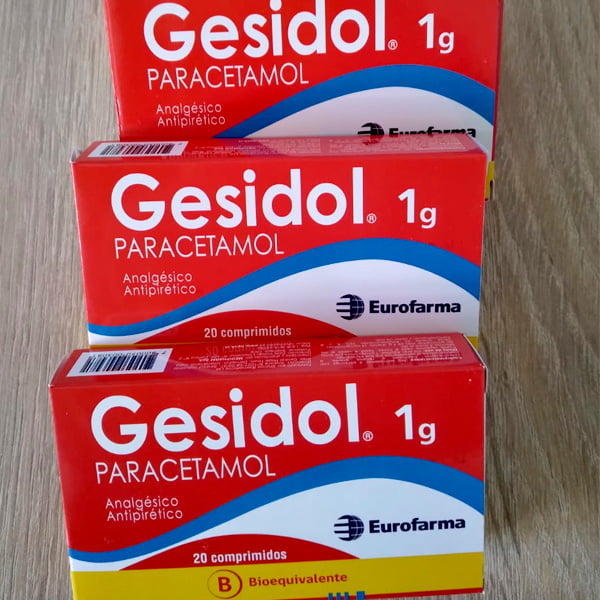 Gesidol® 1g
PARACETAMOL
Analgésico
Antipirético
Eurofarma
Gesidol® 1g
PARACETAMOL
Analgésico
Antipirético
Eurofarma
20 comprimidos
Gesidol® 1g
PARACETAMOL
Analgésico
Antipirético
Eurofarma
20 comprimidos
B Bioequivalente